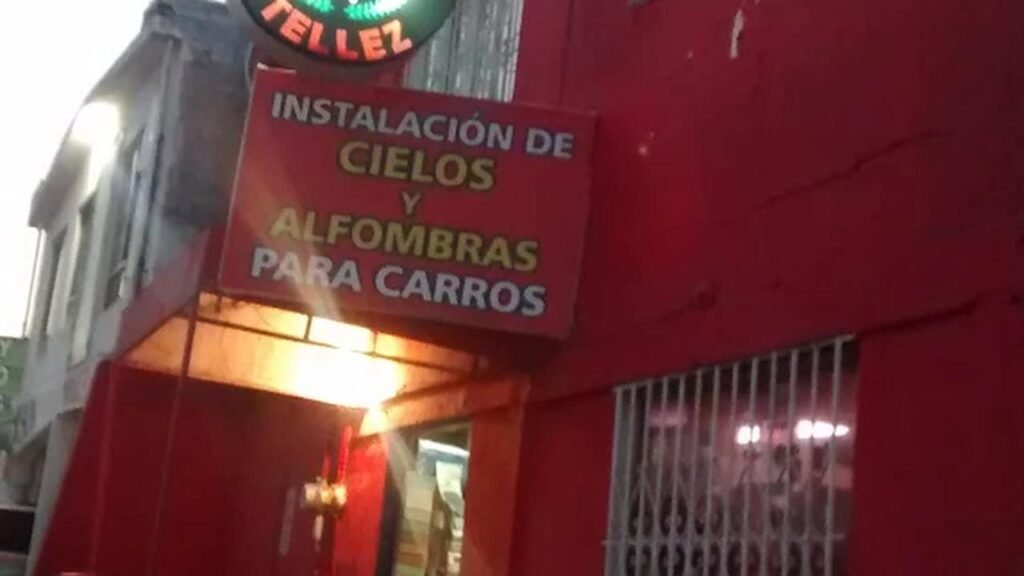 TELLEZ
INSTALACIÓN DE
CIELOS
Y
ALFOMBRAS
PARA CARROS